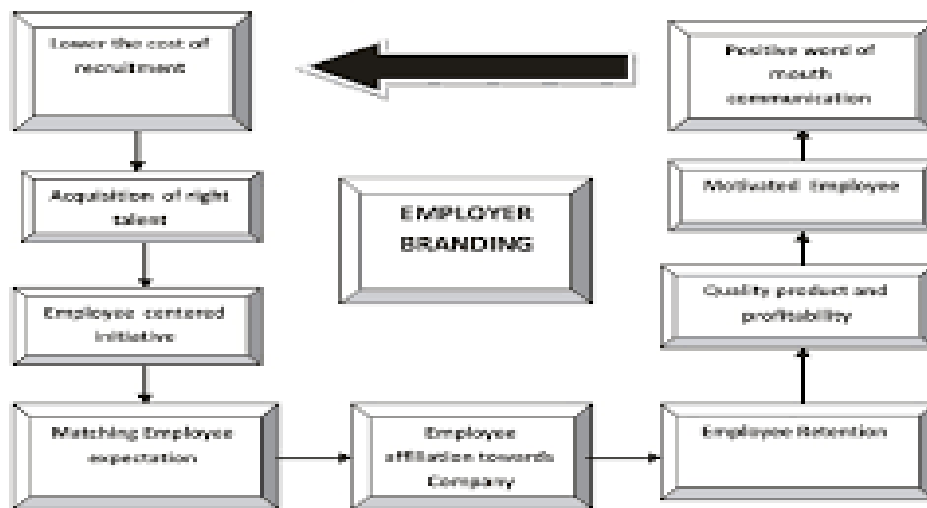 Lower the cost of
recruitment
Positive word of
mouth
communication
Acquisition of right
talent
Motivated Employee
EMPLOYER
BRANDING
Employee centered
initiative
Quality product and
profitability
Matching Employee
expectation
Employee
affiliation towards
Company
Employee Retention